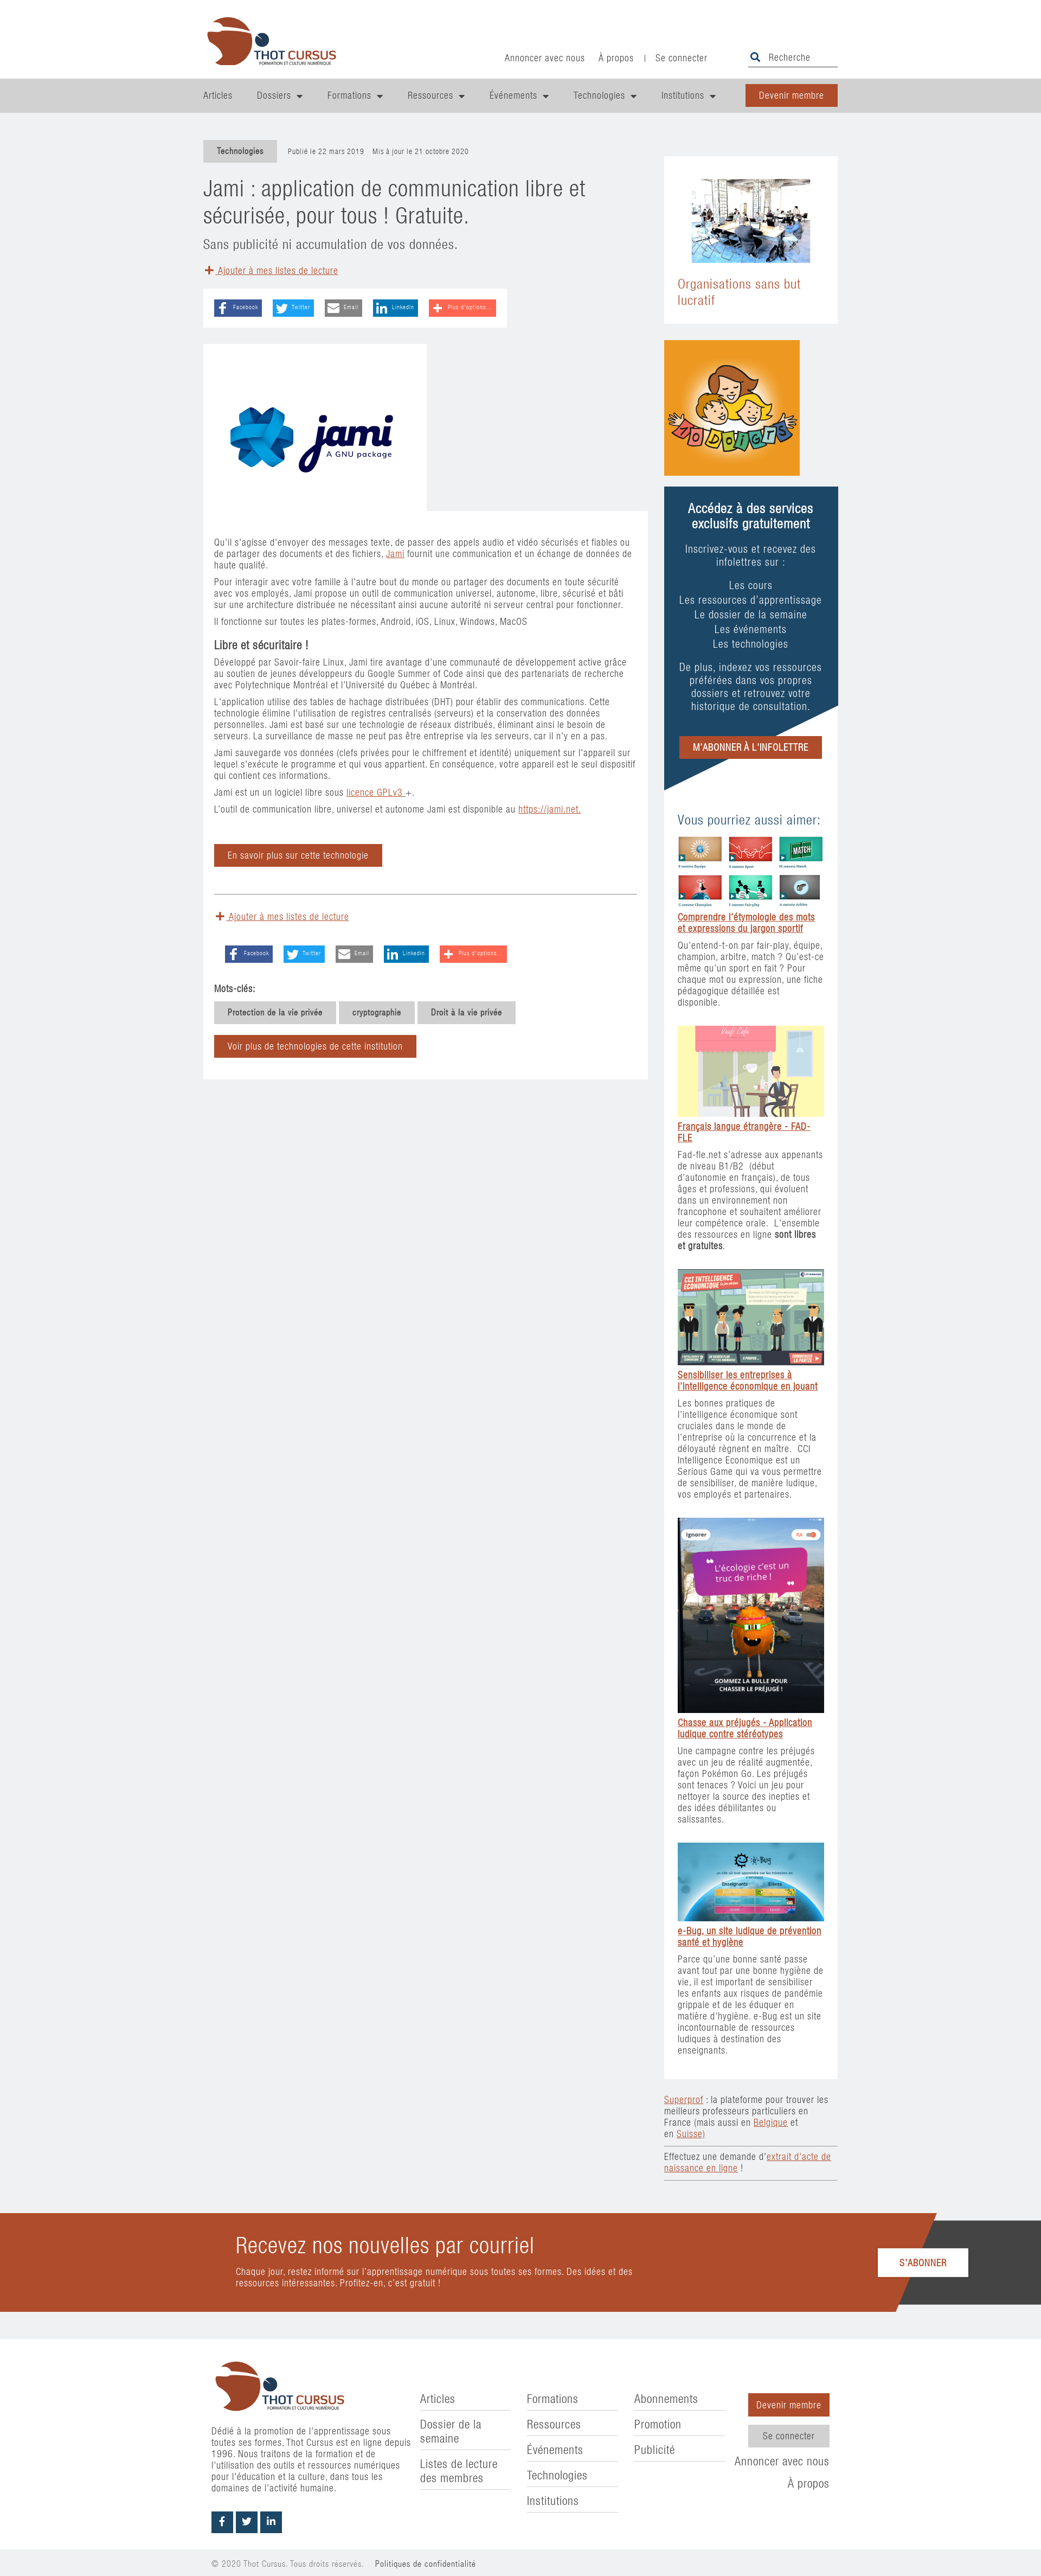 THOT CURSUS
FORMATION ET CULTURE NUMÉRIQUE
Annoncer avec nous À propos | Se connecter Recherche
Articles Dossiers Formations Ressources Événements Technologies Institutions Devenir membre
Technologies Publié le 22 mars 2019 Mis à jour le 21 octobre 2020
Jami : application de communication libre et
sécurisée, pour tous ! Gratuite.
Sans publicité ni accumulation de vos données.
Ajouter à mes listes de lecture
Facebook Twitter Email LinkedIn Plus d'options...
jami
A GNU package
Qu'il s'agisse d'envoyer des messages texte, de passer des appels audio et vidéo sécurisés et fiables ou
de partager des documents et des fichiers, Jami fournit une communication et un échange de données de
haute qualité.
Pour interagir avec votre famille à l'autre bout du monde ou partager des documents en toute sécurité
avec vos employés, Jami propose un outil de communication universel, autonome, libre, sécurisé et bâti
sur une architecture distribuée ne nécessitant ainsi aucune autorité ni serveur central pour fonctionner.
Il fonctionne sur toutes les plates-formes, Android, iOS, Linux, Windows, MacOS
Libre et sécuritaire !
Développé par Savoir-faire Linux, Jami tire avantage d'une communauté de développement active grâce
au soutien de jeunes développeurs du Google Summer of Code ainsi que des partenariats de recherche
avec Polytechnique Montréal et l'Université du Québec à Montréal.
L'application utilise des tables de hachage distribuées (DHT) pour établir des communications. Cette
technologie élimine l'utilisation de registres centralisés (serveurs) et la conservation des données
personnelles. Jami est basé sur une technologie de réseaux distribués, éliminant ainsi le besoin de
serveurs. La surveillance de masse ne peut pas être entreprise via les serveurs, car il n'y en a pas.
Jami sauvegarde vos données (clefs privées pour le chiffrement et identité) uniquement sur l'appareil sur
lequel s'exécute le programme et qui vous appartient. En conséquence, votre appareil est le seul dispositif
qui contient ces informations.
Jami est un un logiciel libre sous licence GPLv3 +.
L'outil de communication libre, universel et autonome Jami est disponible au https://jami.net.
En savoir plus sur cette technologie
Ajouter à mes listes de lecture
Facebook Twitter Email LinkedIn Plus d'options...
Mots-clés:
Protection de la vie privée cryptographie Droit à la vie privée
Voir plus de technologies de cette institution
Organisations sans but
lucratif
10 DOIGTS
Accédez à des services
exclusifs gratuitement
Inscrivez-vous et recevez des
infolettres sur :
Les cours
Les ressources d'apprentissage
Le dossier de la semaine
Les événements
Les technologies
De plus, indexez vos ressources
préférées dans vos propres
dossiers et retrouvez votre
historique de consultation.
M'ABONNER À L'INFOLETTRE
Vous pourriez aussi aimer:
MATCH
Comprendre l'étymologie des mots
et expressions du jargon sportif
Qu'entend-t-on par fair-play, équipe,
champion, arbitre, match ? Qu'est-ce
même qu'un sport en fait ? Pour
chaque mot ou expression, une fiche
pédagogique détaillée est
disponible.
Français langue étrangère - FAD-
FLE
Fad-fle.net s'adresse aux appenants
de niveau B1/B2 (début
d'autonomie en français), de tous
âges et professions, qui évoluent
dans un environnement non
francophone et souhaitent améliorer
leur compétence orale. L'ensemble
des ressources en ligne sont libres
et gratuites.
CCI INTELLIGENCE
ECONOMIQUE
Sensibiliser les entreprises à
l'intelligence économique en jouant
Les bonnes pratiques de
l'intelligence économique sont
cruciales dans le monde de
l'entreprise où la concurrence et la
déloyauté règnent en maître. CCI
Intelligence Economique est un
Serious Game qui va vous permettre
de sensibiliser, de manière ludique,
vos employés et partenaires.
Ignorer RA
L'écologie c'est un
truc de riche !
GOMMEZ LA BULLE POUR
CHASSER LE PRÉJUGÉ !
Chasse aux préjugés - Application
ludique contre stéréotypes
Une campagne contre les préjugés
avec un jeu de réalité augmentée,
façon Pokémon Go. Les préjugés
sont tenaces ? Voici un jeu pour
nettoyer la source des inepties et
des idées débilitantes ou
salissantes.
e-Bug
Enseignants Élèves
e-Bug, un site ludique de prévention
santé et hygiène
Parce qu'une bonne santé passe
avant tout par une bonne hygiène de
vie, il est important de sensibiliser
les enfants aux risques de pandémie
grippale et de les éduquer en
matière d'hygiène. e-Bug est un site
incontournable de ressources
ludiques à destination des
enseignants.
Superprof : la plateforme pour trouver les
meilleurs professeurs particuliers en
France (mais aussi en Belgique et
en Suisse)
Effectuez une demande d'extrait d'acte de
naissance en ligne !
Recevez nos nouvelles par courriel
Chaque jour, restez informé sur l'apprentissage numérique sous toutes ses formes. Des idées et des
ressources intéressantes. Profitez-en, c'est gratuit !
S'ABONNER
THOT CURSUS
FORMATION ET CULTURE NUMÉRIQUE
Dédié à la promotion de l'apprentissage sous
toutes ses formes, Thot Cursus est en ligne depuis
1996. Nous traitons de la formation et de
l'utilisation des outils et ressources numériques
pour l'éducation et la culture, dans tous les
domaines de l'activité humaine.
Articles
Dossier de la
semaine
Listes de lecture
des membres
Formations
Ressources
Événements
Technologies
Institutions
Abonnements
Promotion
Publicité
Devenir membre
Se connecter
Annoncer avec nous
À propos
© 2020 Thot Cursus. Tous droits réservés. Politiques de confidentialité